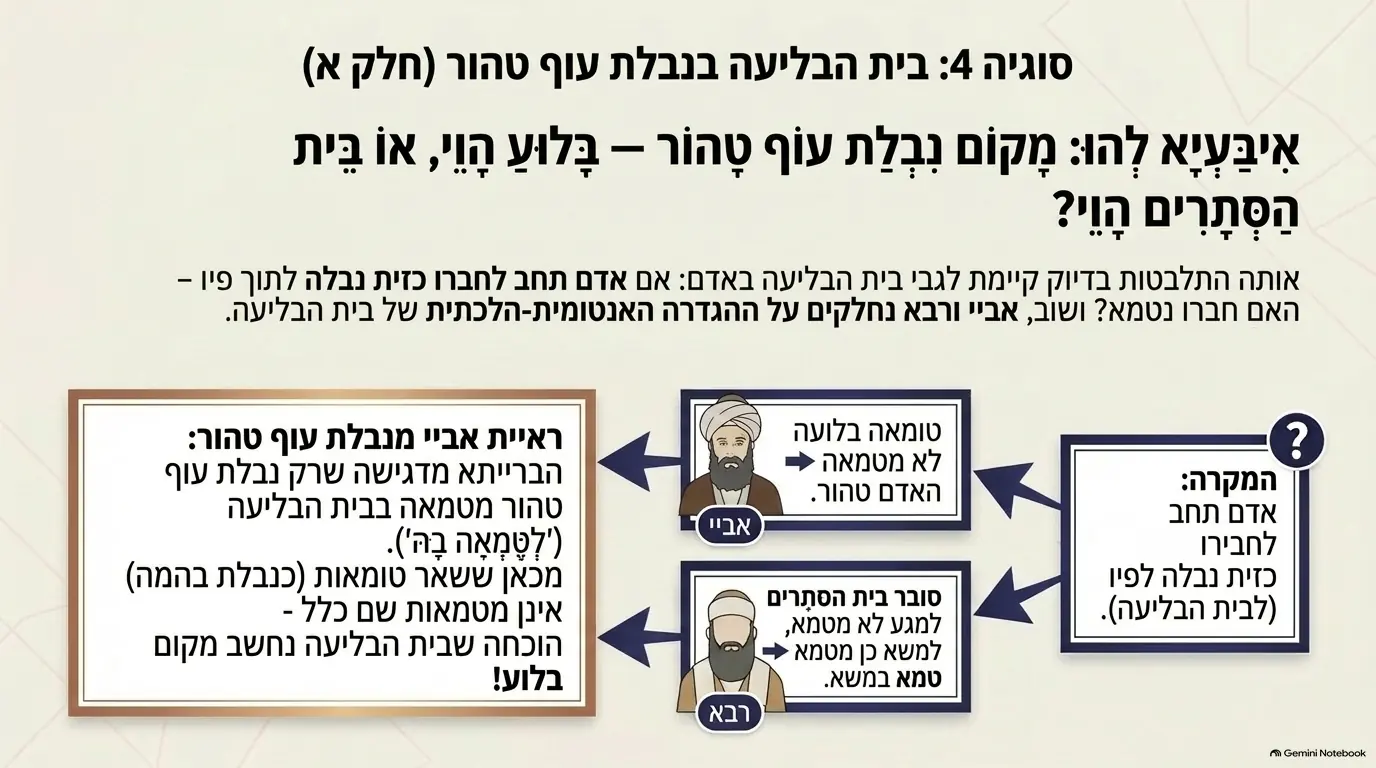 סוגיה 4: בית הבליעה בנבלת עוף טהור (חלק א)
אִיבַּעְיָא לְהוּ: מָקוֹם נִבְלַת עוֹף טָהוֹר – בָּלוּעַ הָוֵי, אוֹ בֵּית
הַסְּתָרִים הָוֵי?
אותה התלבטות בדיוק קיימת לגבי בית הבליעה באדם: אם אדם תחב לחברו כזית נבלה לתוך פיו –
האם חברו נטמא? ושוב, אביי ורבא נחלקים על ההגדרה האנטומית-הלכתית של בית הבליעה.
?
המקרה:
אדם תחב
לחבירו
כזית נבלה לפיו
(לבית הבליעה).
טומאה בלועה
לא מטמאה
האדם טהור.
אביי
סובר בית הסתָרים
למגע לא מטמא,
למשא כן מטמא
טמא במשא.
רבא
ראיית אביי מנבלת עוף טהור:
הברייתא מדגישה שרק נבלת עוף
טהור מטמאה בבית הבליעה
('לְטֻמְאָה בָהּ').
מכאן ששאר טומאות (כנבלת בהמה)
אינן מטמאות שם כלל -
הוכחה שבית הבליעה נחשב מקום
בלוע!
Gemini Notebook